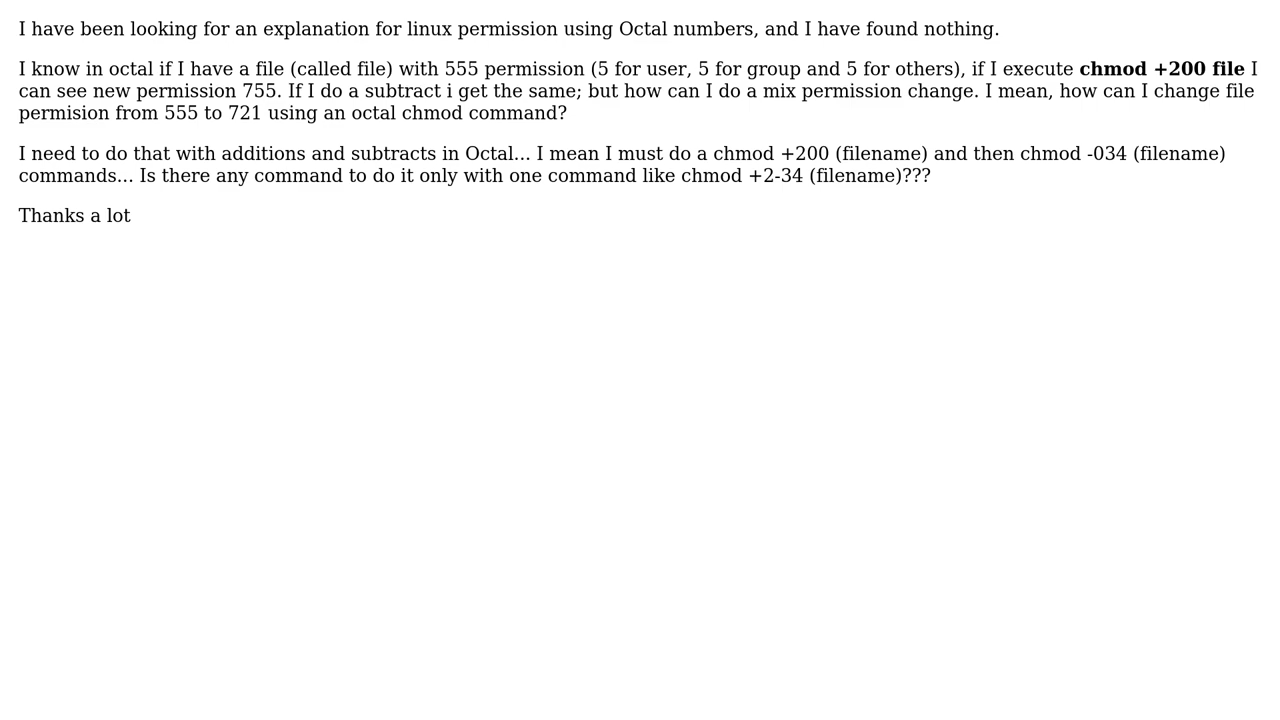 I have been looking for an explanation for linux permission using Octal numbers, and I have found nothing.
I know in octal if I have a file (called file) with 555 permission (5 for user, 5 for group and 5 for others), if I execute chmod +200 file I
can see new permission 755. If I do a subtract i get the same; but how can I do a mix permission change. I mean, how can I change file
permision from 555 to 721 using an octal chmod command?
I need to do that with additions and subtracts in Octal... I mean I must do a chmod +200 (filename) and then chmod -034 (filename)
commands... Is there any command to do it only with one command like chmod +2-34 (filename)???
Thanks a lot